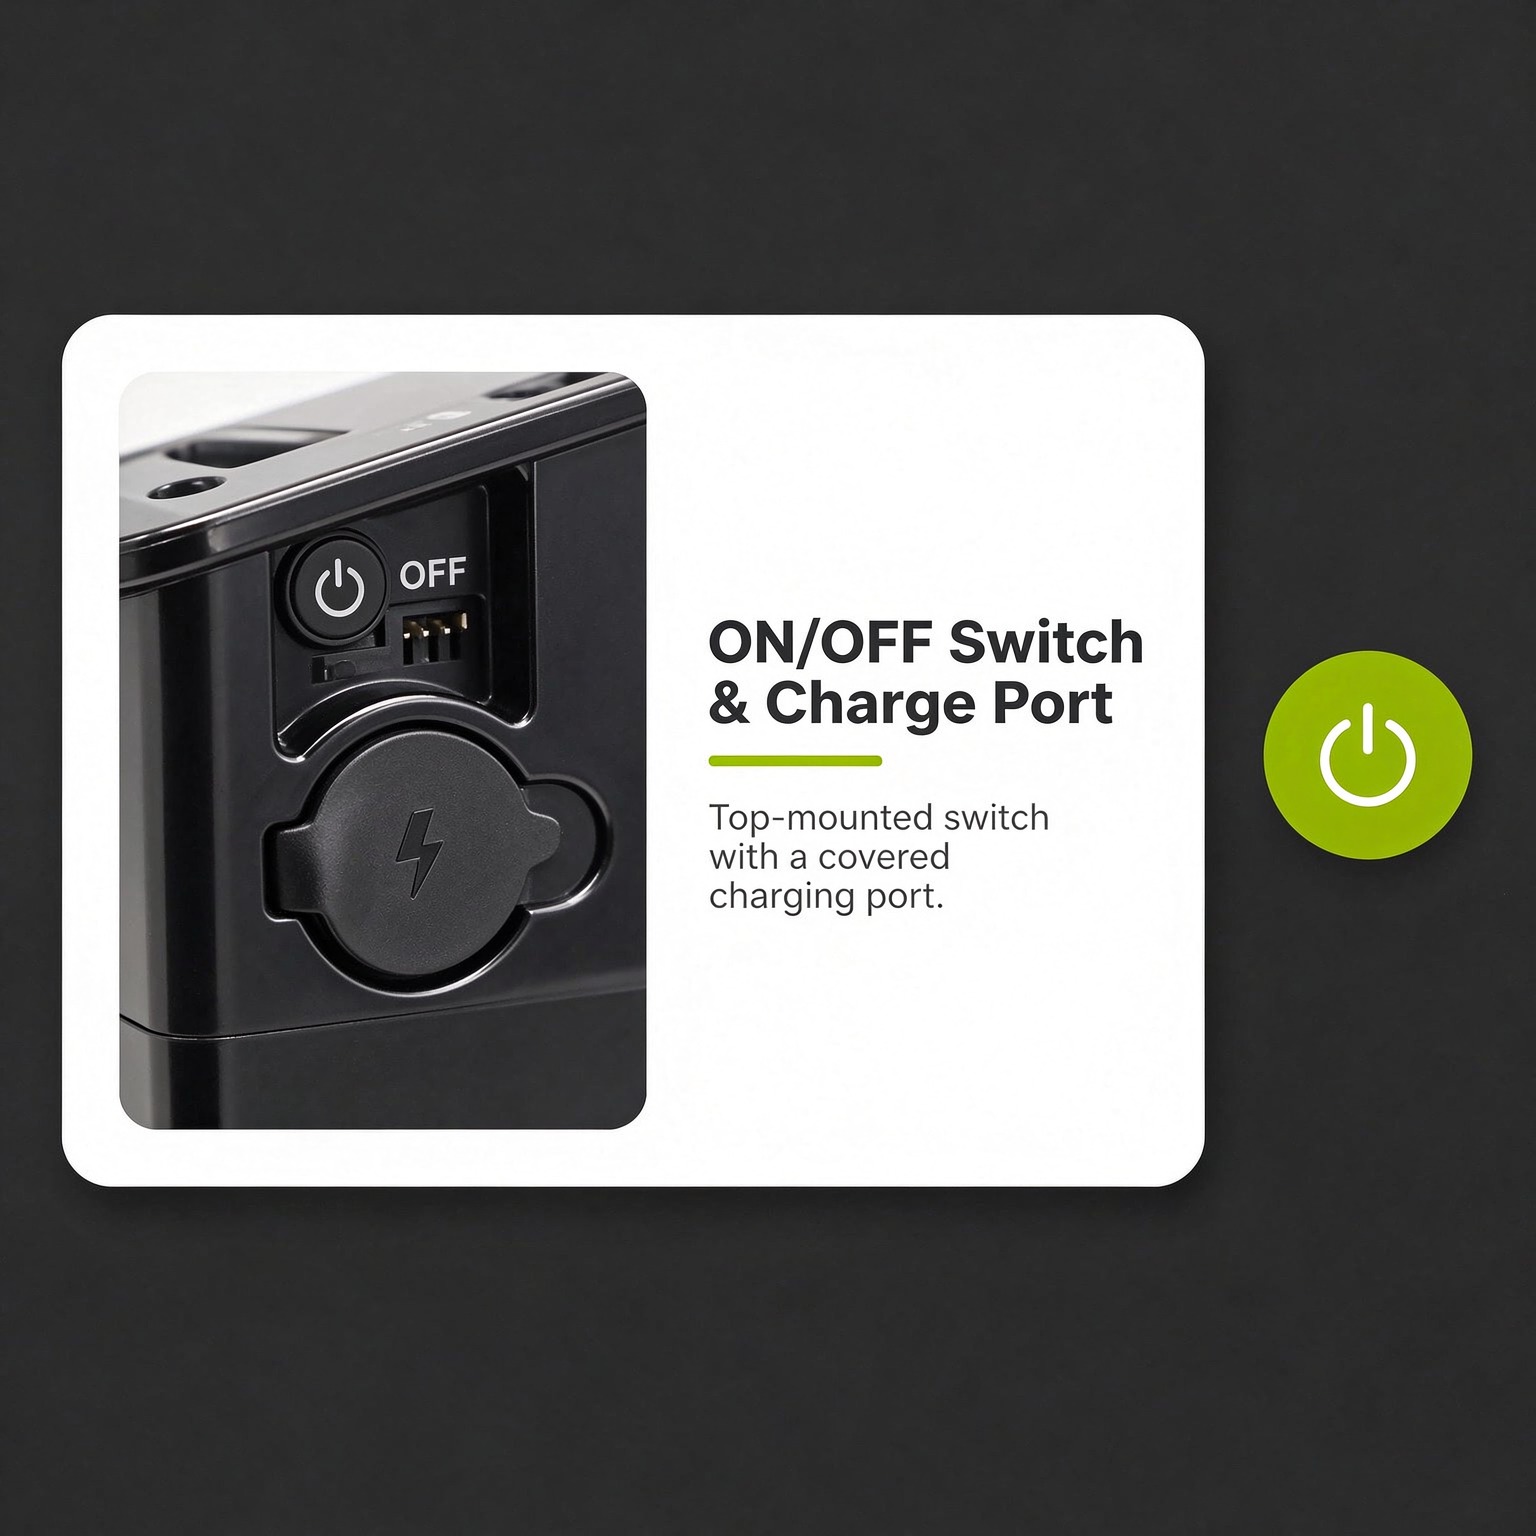 OFF
ON/OFF Switch
& Charge Port
Top-mounted switch
with a covered
charging port.